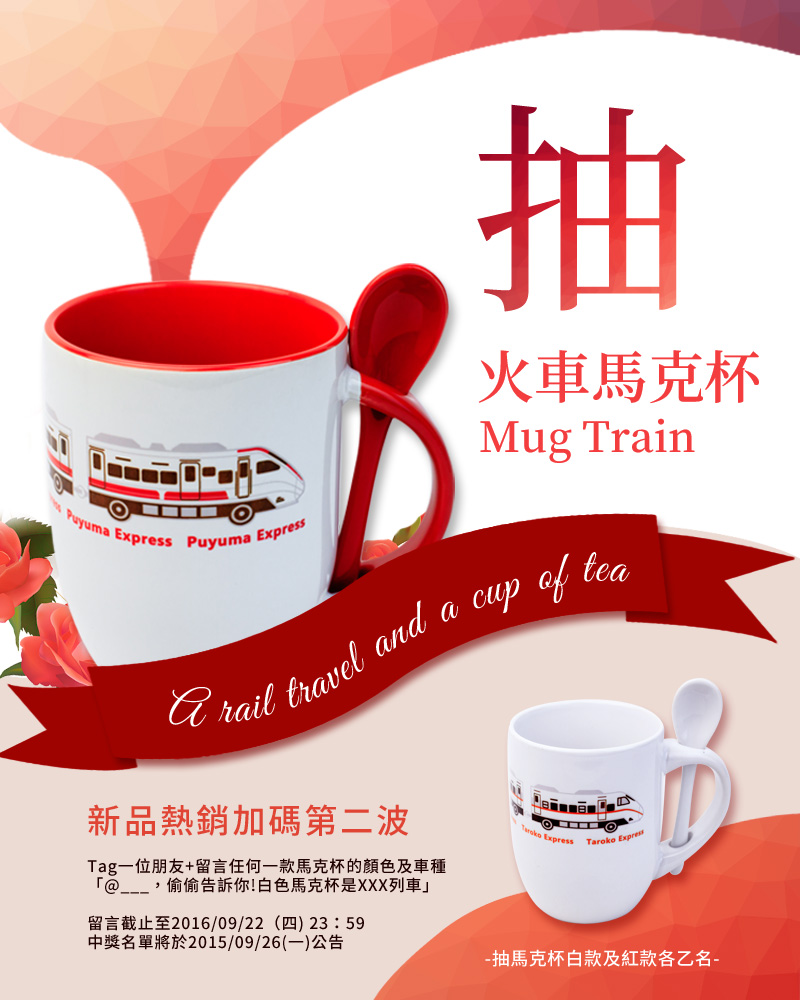 抽
火車馬克杯
Mug Train
Puyuma Express Puyuma Express
A rail travel and a cup of tea
新品熱銷加碼第二波
Tag一位朋友+留言任何一款馬克杯的顏色及車種
「@___，偷偷告訴你!白色馬克杯是XXX列車」
留言截止至2016/09/22（四) 23：59
中獎名單將於2015/09/26(一)公告
Taroko Express Taroko Express
-抽馬克杯白款及紅款各乙名-